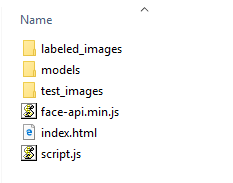 Name
labeled_images
models
test_images
face-api.min.js
index.html
script.js